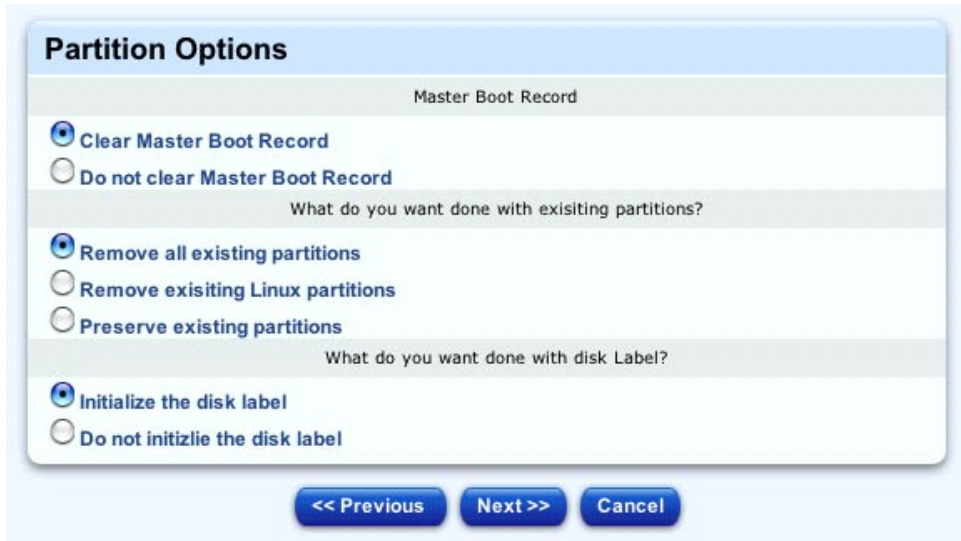 Partition Options
Master Boot Record
Clear Master Boot Record
Do not clear Master Boot Record
What do you want done with exisiting partitions?
Remove all existing partitions
Remove exisiting Linux partitions
Preserve existing partitions
What do you want done with disk Label?
Initialize the disk label
Do not initizlie the disk label
<< Previous Next >> Cancel